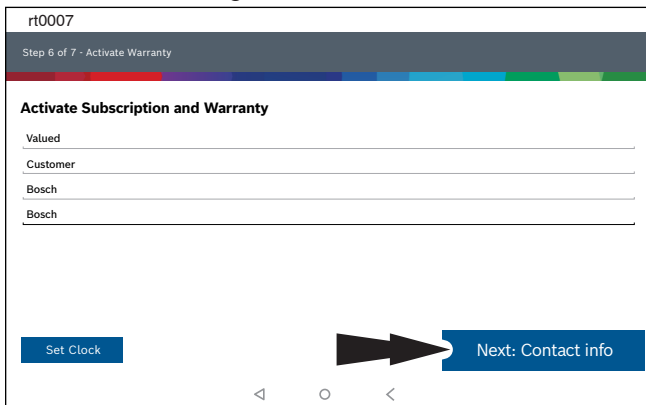 rt0007
Step 6 of 7 - Activate Warranty
Activate Subscription and Warranty
Valued
Customer
Bosch
Bosch
Set Clock
Next: Contact info